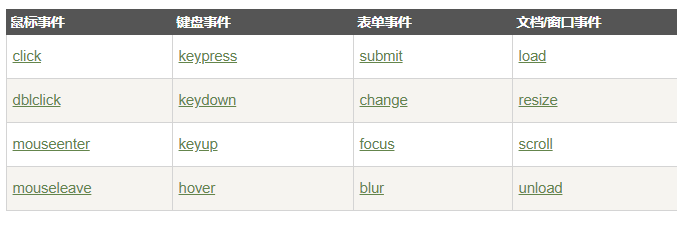 鼠标事件 键盘事件 表单事件 文档/窗口事件
click keypress submit load
dblclick keydown change resize
mouseenter keyup focus scroll
mouseleave hover blur unload